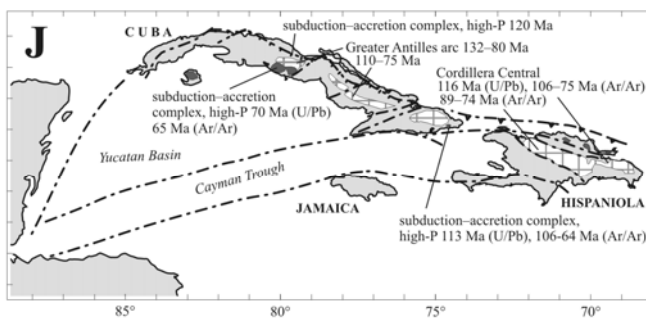 J
CUBA
subduction–accretion complex, high-P 120 Ma
Greater Antilles arc 132–80 Ma
110–75 Ma
Cordillera Central
116 Ma (U/Pb), 106–75 Ma (Ar/Ar)
89–74 Ma (Ar/Ar)
subduction–accretion
complex, high-P 70 Ma (U/Pb)
65 Ma (Ar/Ar)
Yucatan Basin
Cayman Trough
JAMAICA
HISPANIOLA
subduction–accretion complex,
high-P 113 Ma (U/Pb), 106-64 Ma (Ar/Ar)
85° 80° 75° 70°